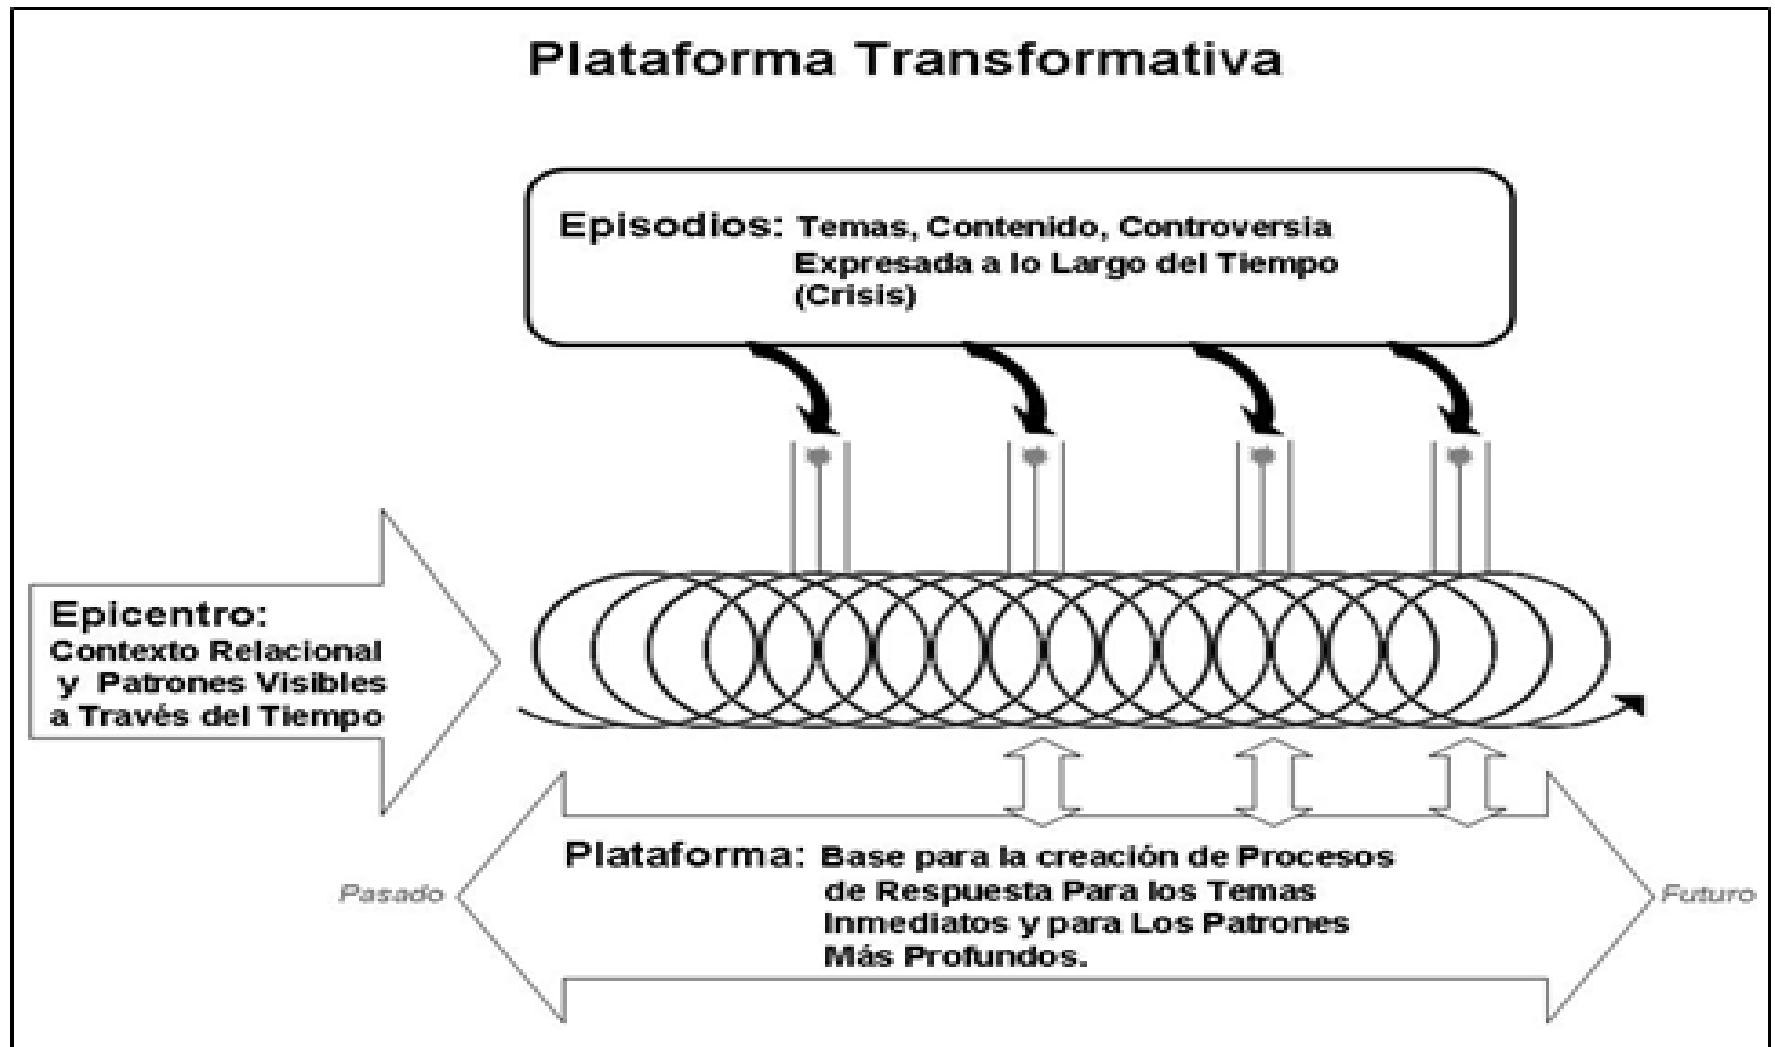 Plataforma Transformativa
Episodios: Temas, Contenido, Controversia
Expresada a lo Largo del Tiempo
(Crisis)
Epicentro:
Contexto Relacional
y Patrones Visibles
a Través del Tiempo
Plataforma: Base para la creación de Procesos
de Respuesta Para los Temas
Inmediatos y para Los Patrones
Más Profundos.
Pasado
Futuro